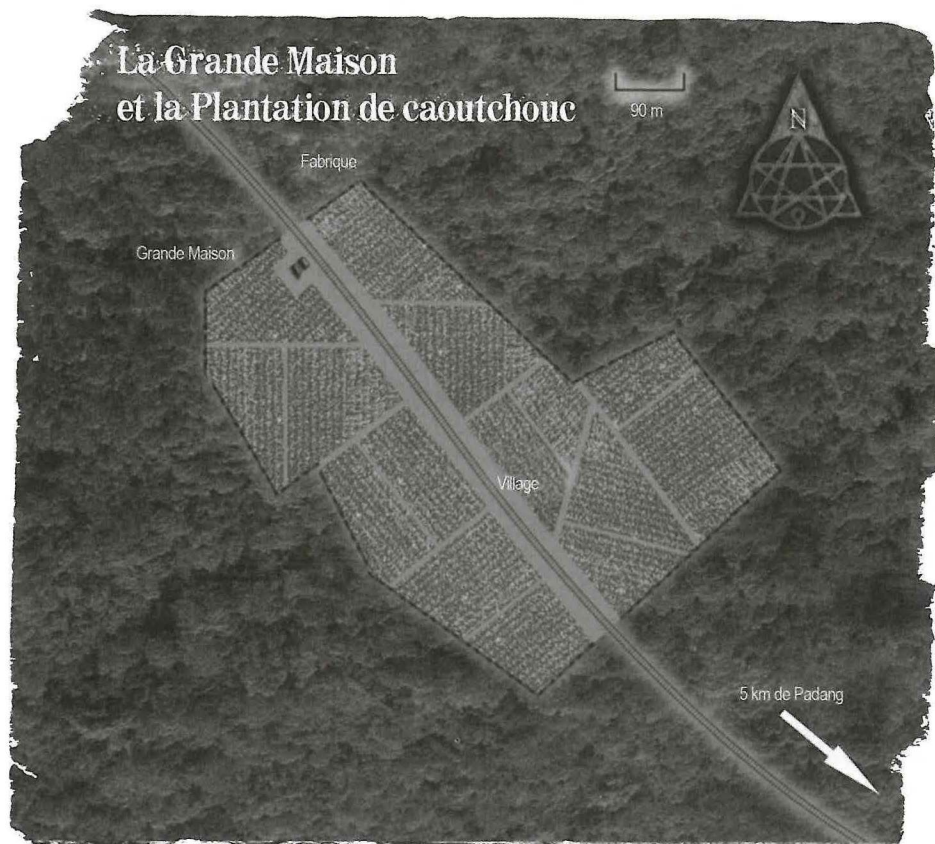 La Grande Maison
et la Plantation de caoutchouc
90 m
N
Fabrique
Grande Maison
Village
5 km de Padang